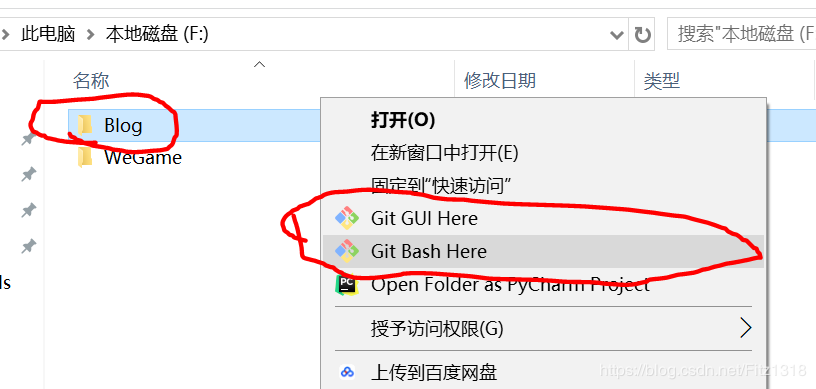 此电脑 > 本地磁盘 (F:)
搜索"本地磁盘 (F
名称 修改日期 类型
Blog
WeGame
打开(O)
在新窗口中打开(E)
固定到"快速访问"
Git GUI Here
Git Bash Here
PC
Open Folder as PyCharm Project
ls
授予访问权限(G)
上传到百度网盘
https://blog.csdn.net/Fitz1318